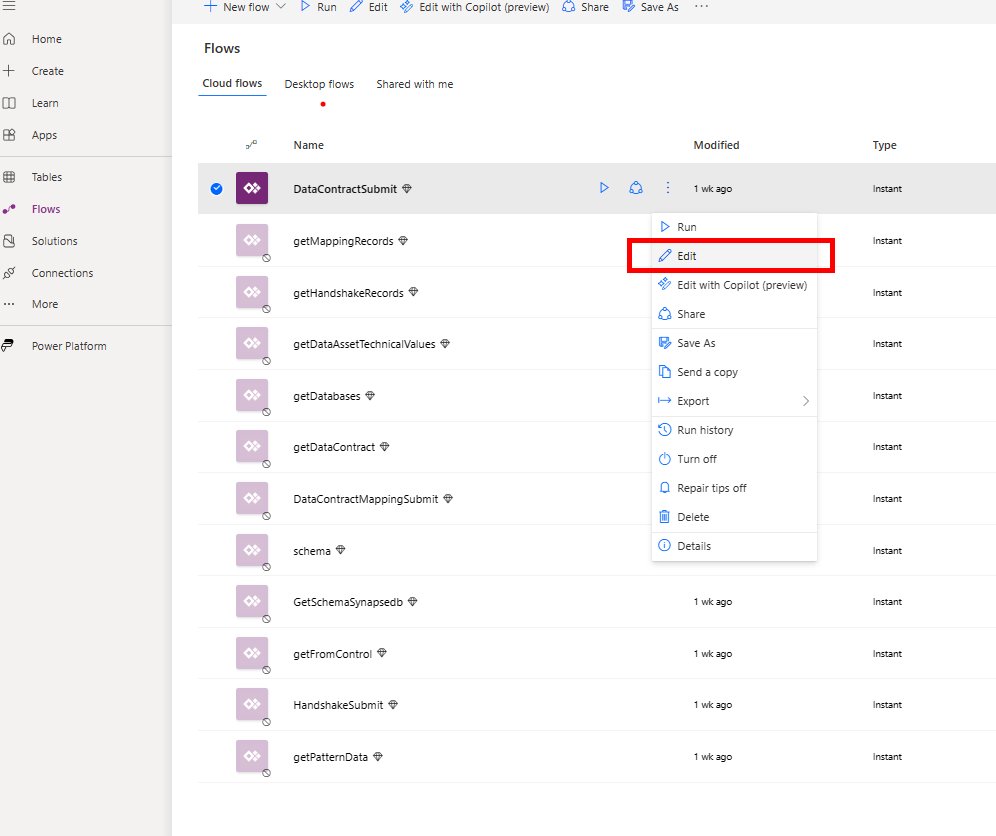 New flow Run Edit Edit with Copilot (preview) Share Save As ...
Home
Create
Learn
Apps
Tables
Flows
Solutions
Connections
More
Power Platform
Flows
Cloud flows Desktop flows Shared with me
Name Modified Type
DataContractSubmit 1 wk ago Instant
getMappingRecords Instant
getHandshakeRecords Instant
getDataAssetTechnicalValues Instant
getDatabases Instant
getDataContract Instant
DataContractMappingSubmit Instant
schema Instant
GetSchemaSynapsedb 1 wk ago Instant
getFromControl 1 wk ago Instant
HandshakeSubmit 1 wk ago Instant
getPatternData 1 wk ago Instant
Run
Edit
Edit with Copilot (preview)
Share
Save As
Send a copy
Export
Run history
Turn off
Repair tips off
Delete
Details